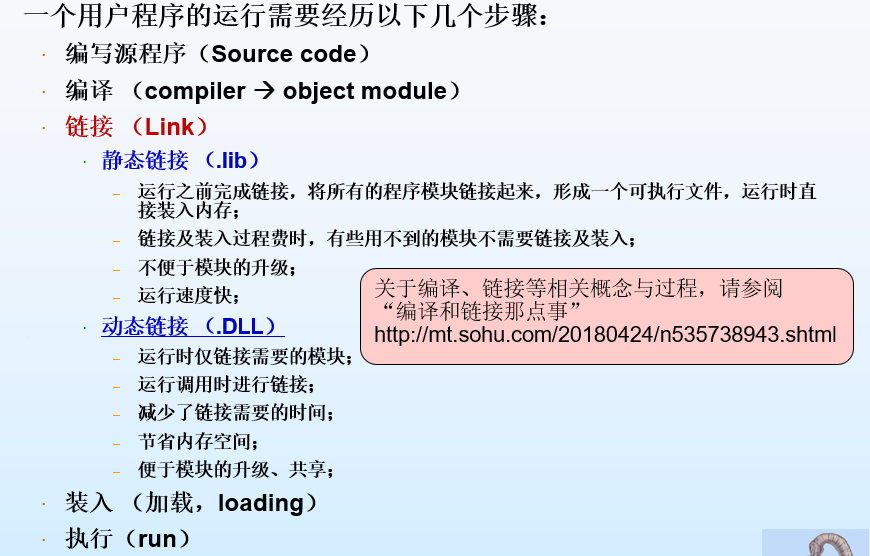 一个用户程序的运行需要经历以下几个步骤：
· 编写源程序（Source code）
· 编译 （compiler → object module）
· 链接 （Link）
· 静态链接 （.lib）
– 运行之前完成链接，将所有的程序模块链接起来，形成一个可执行文件，运行时直
接装入内存；
– 链接及装入过程费时，有些用不到的模块不需要链接及装入；
– 不便于模块的升级；
– 运行速度快；
· 动态链接 （.DLL）
– 运行时仅链接需要的模块；
– 运行调用时进行链接；
– 减少了链接需要的时间；
– 节省内存空间；
– 便于模块的升级、共享；
关于编译、链接等相关概念与过程，请参阅
“编译和链接那点事”
http://mt.sohu.com/20180424/n535738943.shtml
· 装入 （加载，loading）
· 执行（run）